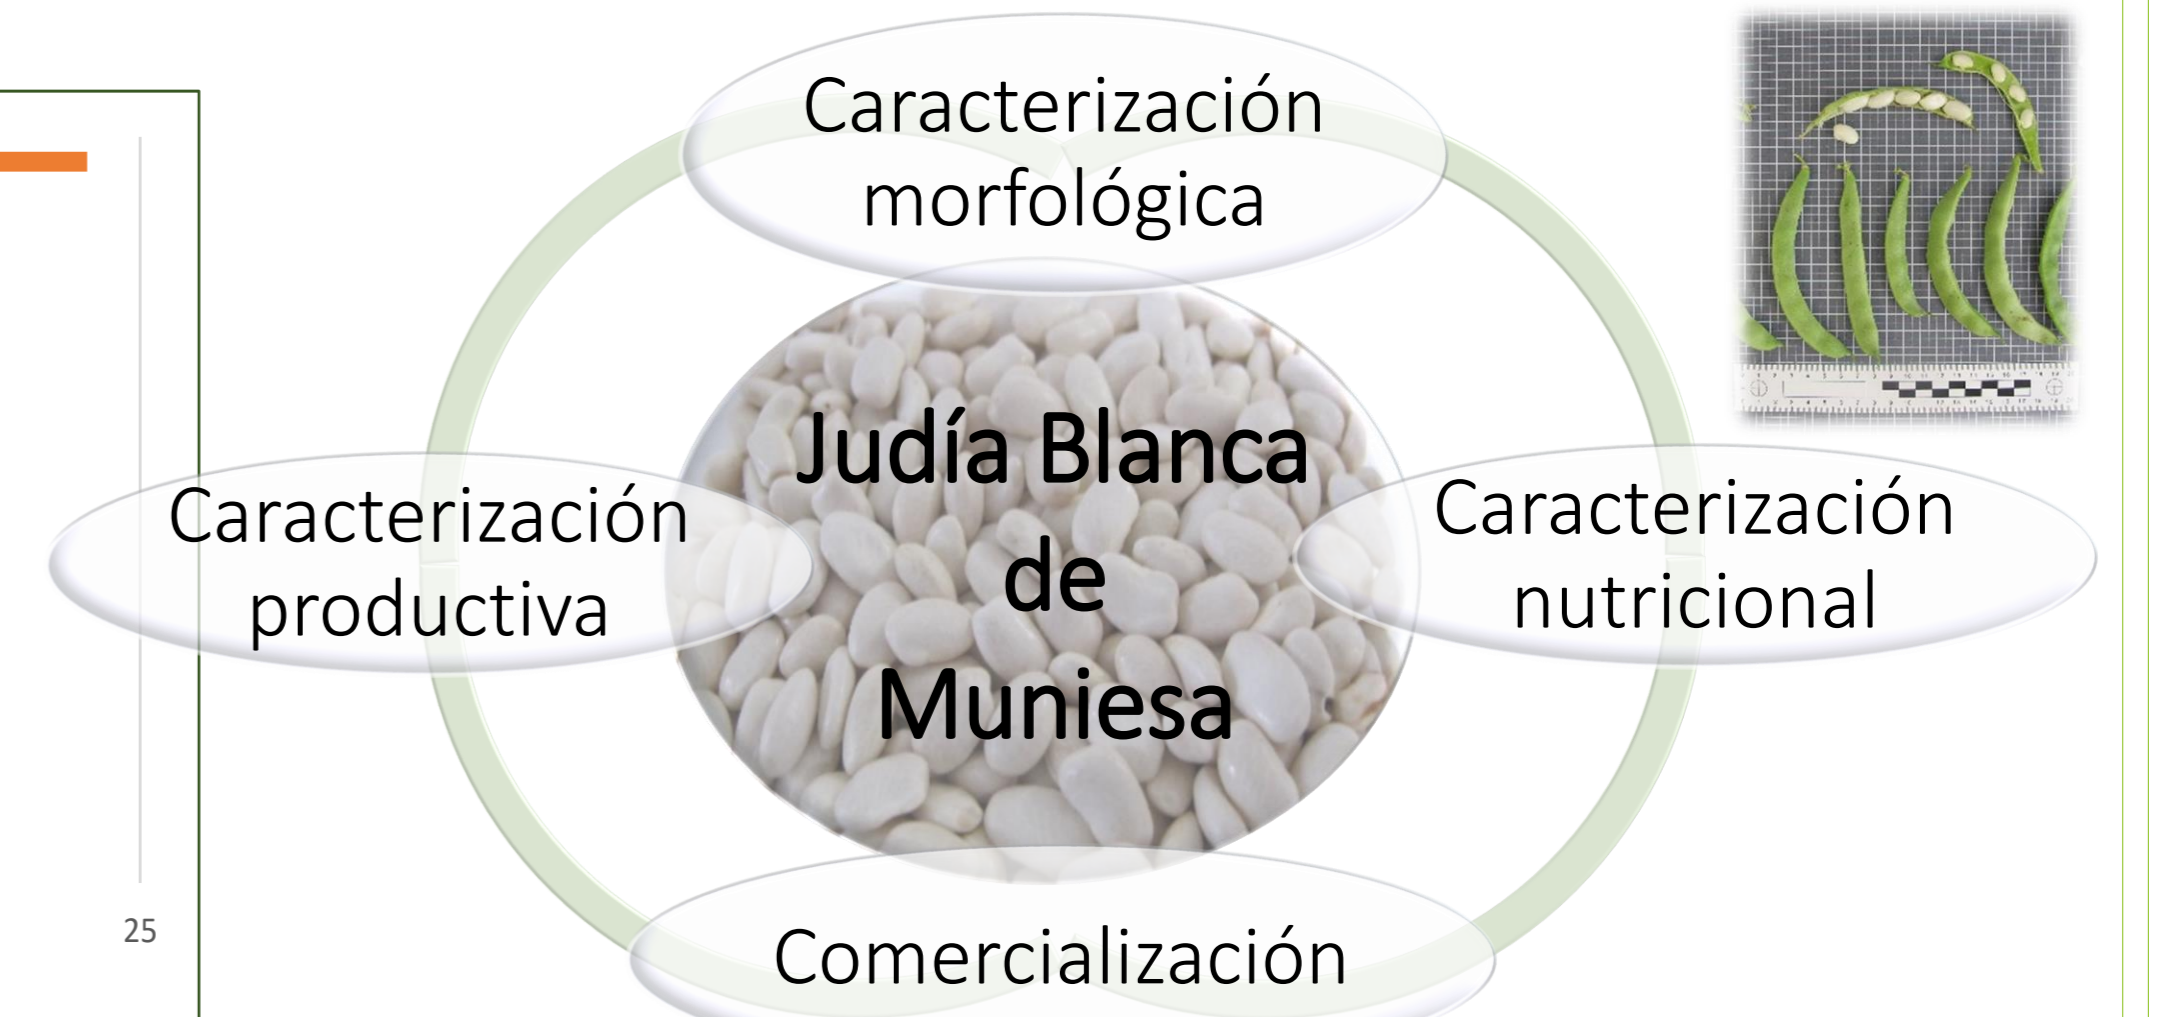 Caracterización
morfológica
Judía Blanca
de
Muniesa
Caracterización
productiva
Caracterización
nutricional
Comercialización
25